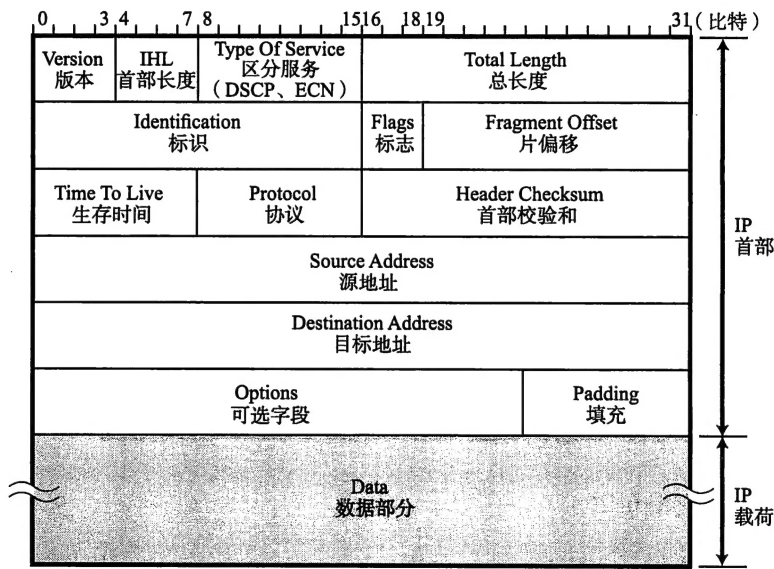 0 3 4 7 8 15 16 18 19 31 (比特)
Version
版本
IHL
首部长度
Type Of Service
区分服务
(DSCP、ECN)
Total Length
总长度
Identification
标识
Flags
标志
Fragment Offset
片偏移
Time To Live
生存时间
Protocol
协议
Header Checksum
首部校验和
Source Address
源地址
Destination Address
目标地址
Options
可选字段
Padding
填充
IP
首部
Data
数据部分
IP
载荷